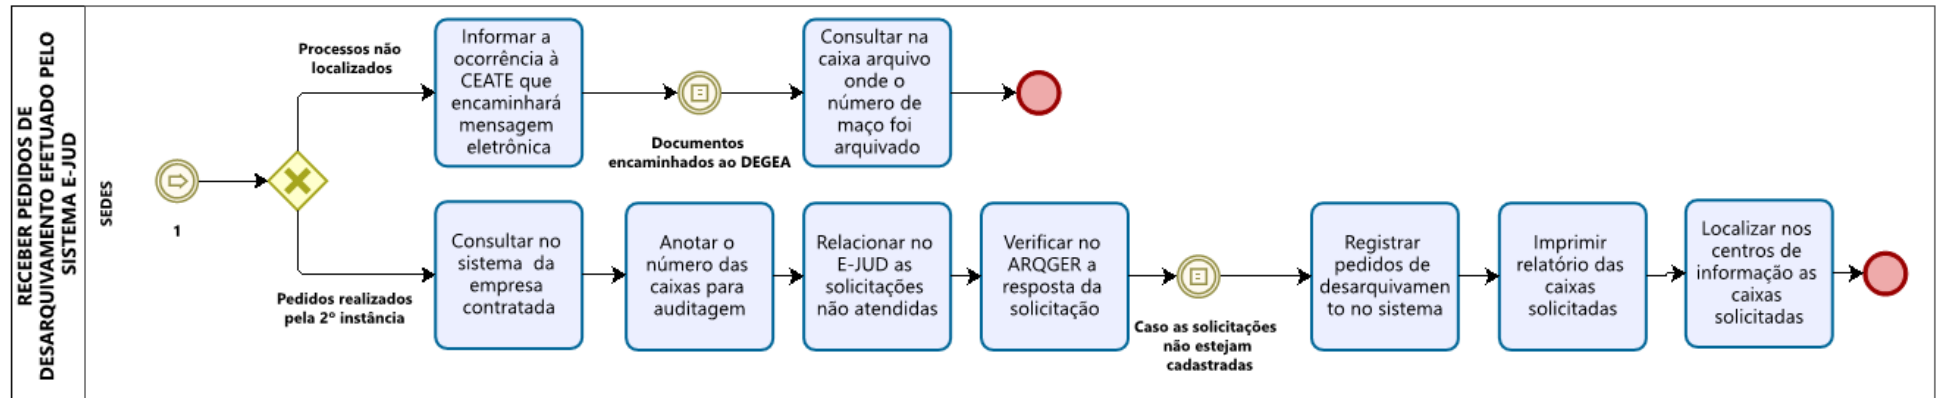 RECEBER PEDIDOS DE
DESARQUIVAMENTO EFETUADO PELO
SISTEMA E-JUD
SEDES
1
Processos não
localizados
Informar a
ocorrência à
CEATE que
encaminhará
mensagem
eletrônica
Documentos
encaminhados ao DEGEA
Consultar na
caixa arquivo
onde o
número de
maço foi
arquivado
Pedidos realizados
pela 2º instância
Consultar no
sistema da
empresa
contratada
Anotar o
número das
caixas para
auditagem
Relacionar no
E-JUD as
solicitações
não atendidas
Verificar no
ARQGER a
resposta da
solicitação
Caso as solicitações
não estejam
cadastradas
Registrar
pedidos de
desarquivamen
to no sistema
Imprimir
relatório das
caixas
solicitadas
Localizar nos
centros de
informação as
caixas
solicitadas